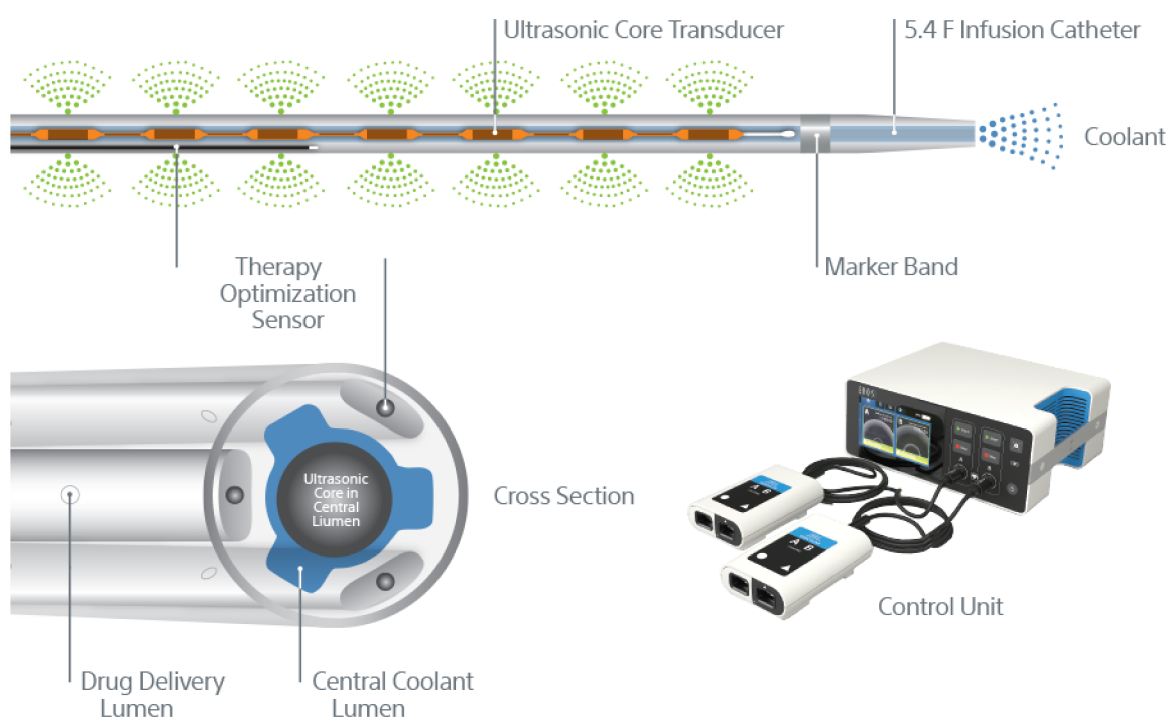 Ultrasonic Core Transducer
5.4 F Infusion Catheter
Coolant
Therapy
Optimization
Sensor
Marker Band
Ultrasonic
Core in
Central
Liumen
Cross Section
EKOS
A
B
A
B
A B
A B
Control Unit
Drug Delivery
Lumen
Central Coolant
Lumen